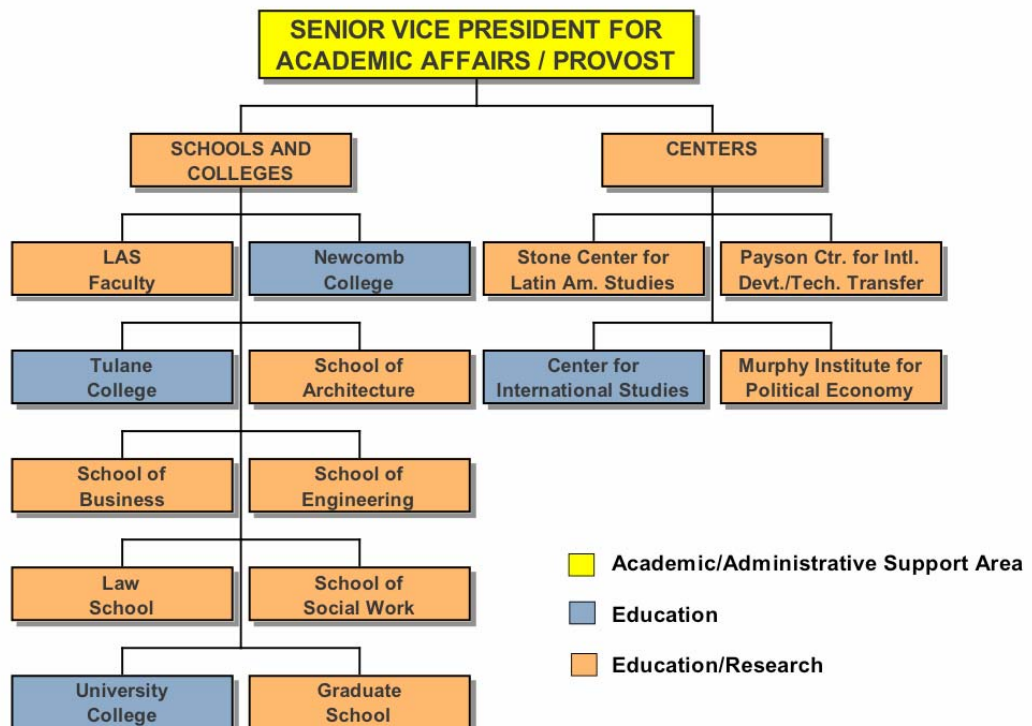 SENIOR VICE PRESIDENT FOR
ACADEMIC AFFAIRS / PROVOST
SCHOOLS AND
COLLEGES
CENTERS
LAS
Faculty
Newcomb
College
Stone Center for
Latin Am. Studies
Payson Ctr. for Intl.
Devt./Tech. Transfer
Tulane
College
School of
Architecture
Center for
International Studies
Murphy Institute for
Political Economy
School of
Business
School of
Engineering
Law
School
School of
Social Work
University
College
Graduate
School
Academic/Administrative Support Area
Education
Education/Research